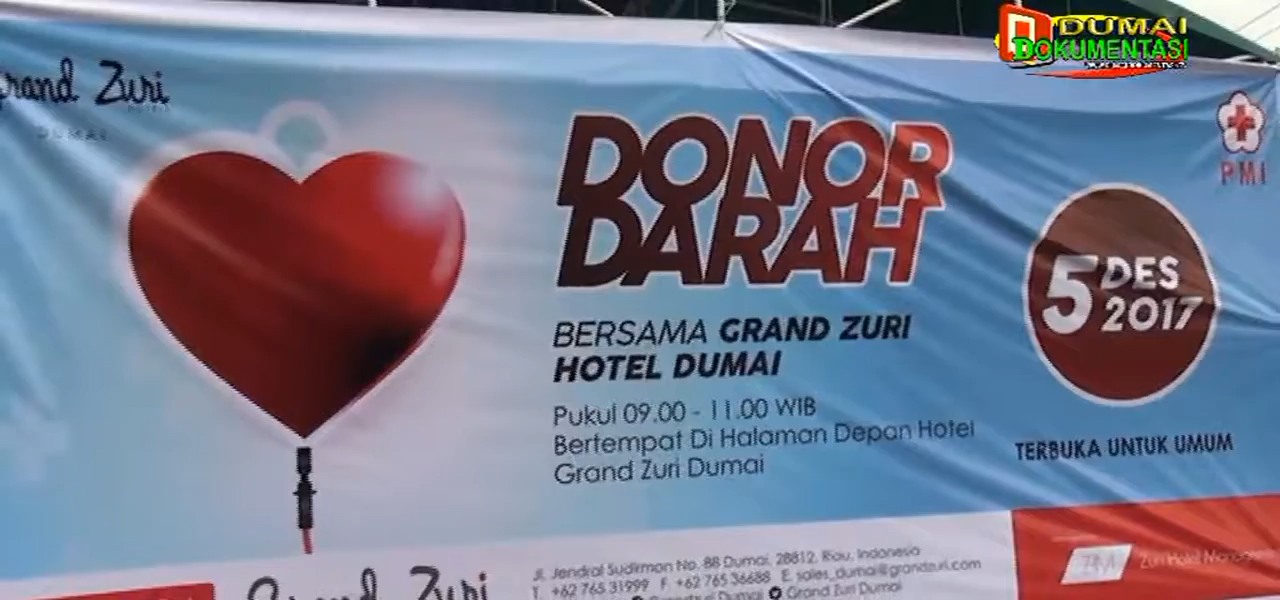 DUMAI
DOKUMENTASI
Grand Zuri
DUMAI
PMI
DONOR
DARAH
5 DES
2017
BERSAMA GRAND ZURI
HOTEL DUMAI
Pukul 09.00 - 11.00 WIB
Bertempat Di Halaman Depan Hotel
Grand Zuri Dumai
TERBUKA UNTUK UMUM
Grand Zuri
Jl. Jendral Sudirman No. 88 Dumai, 28812, Riau, Indonesia
T. +62 765 31999 F. +62 765 36688 E. sales_dumai@grandzuri.com
Dumai Grand Zuri Dumai
Zuri Hotel